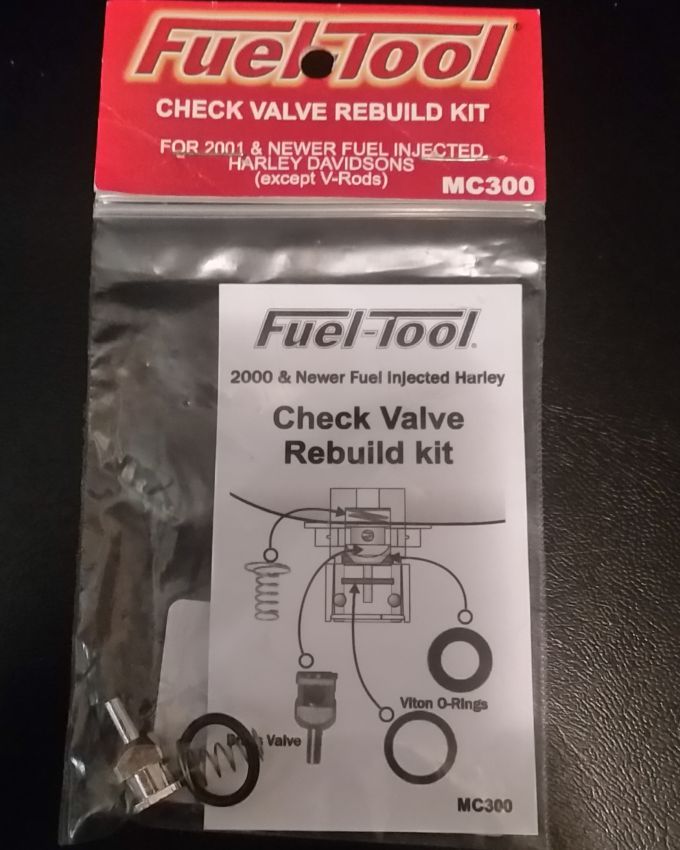 Fuel-Tool®
CHECK VALVE REBUILD KIT
FOR 2001 & NEWER FUEL INJECTED
HARLEY DAVIDSONS
(except V-Rods)
MC300
Fuel-Tool®
2000 & Newer Fuel Injected Harley
Check Valve
Rebuild kit
Viton O-Rings
Valve
MC300